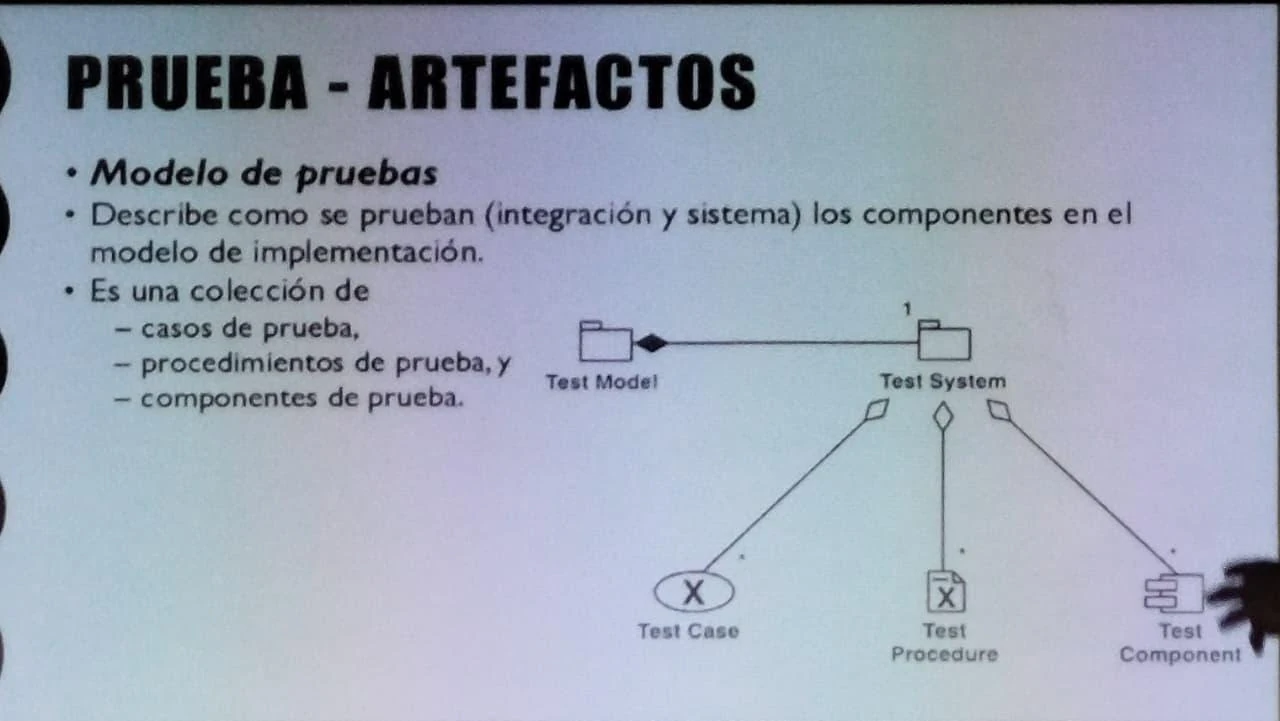 PRUEBA - ARTEFACTOS
• Modelo de pruebas
• Describe como se prueban (integración y sistema) los componentes en el
modelo de implementación.
• Es una colección de
– casos de prueba,
– procedimientos de prueba, y
– componentes de prueba.
1
Test Model
Test System
*
*
*
X
X
Test Case
Test
Procedure
Test
Component